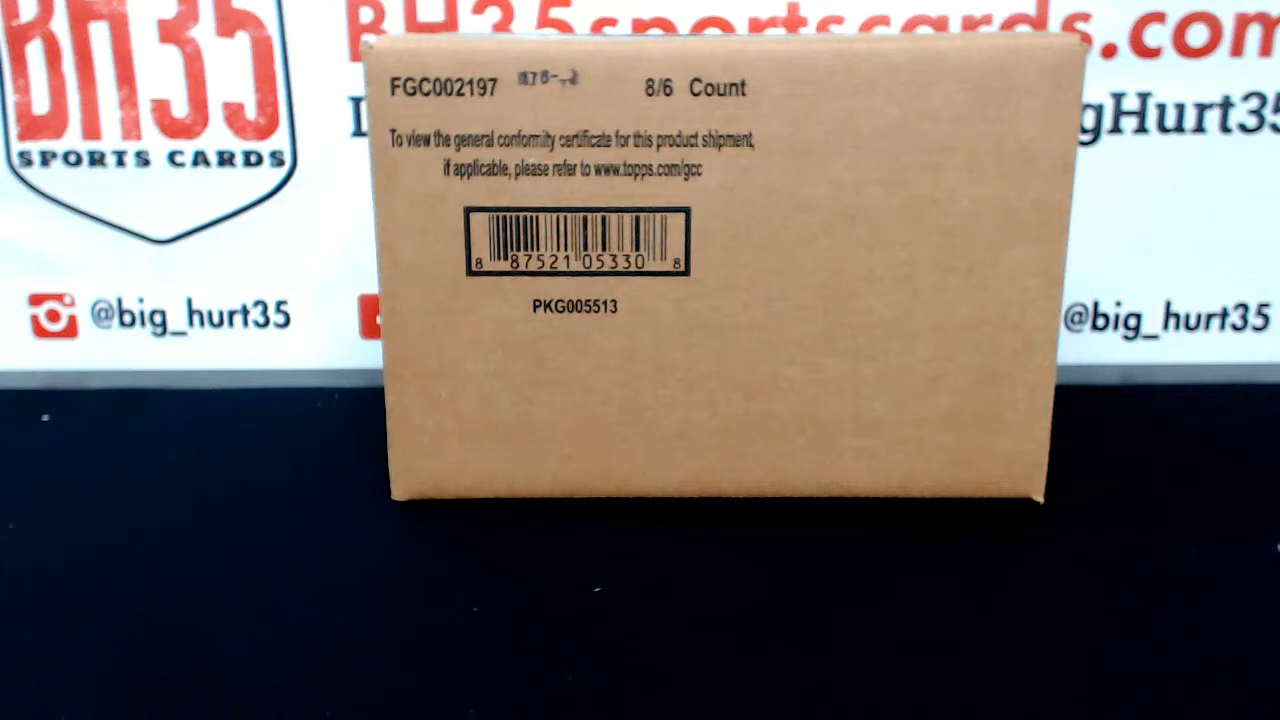 BH35
SPORTS CARDS
BH35sportscards.com
gHurt35
@big_hurt35
@big_hurt35
FGC002197
8/6 Count
To view the general conformity certificate for this product shipment,
if applicable, please refer to www.topps.com/gcc
8 87521 05330 8
PKG005513